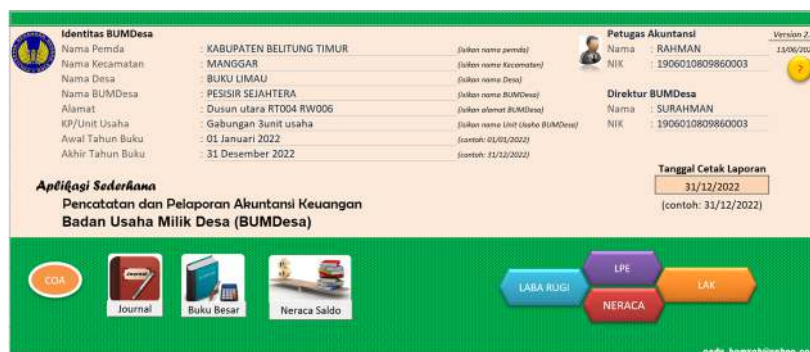 Identitas BUMDesa
Nama Pemda : KABUPATEN BELITUNG TIMUR (isikan nama pemda)
Nama Kecamatan : MANGGAR (isikan nama Kecamatan)
Nama Desa : BUKU LIMAU (isikan nama Desa)
Nama BUMDesa : PESISIR SEJAHTERA (isikan nama BUMDesa)
Alamat : Dusun utara RT004 RW006 (isikan alamat BUMDesa)
KP/Unit Usaha : Gabungan 3unit usaha (isikan nama Unit Usaha BUMDesa)
Awal Tahun Buku : 01 Januari 2022 (contoh: 01/01/2022)
Akhir Tahun Buku : 31 Desember 2022 (contoh: 31/12/2022)
Petugas Akuntansi
Nama : RAHMAN
NIK : 1906010809860003
Direktur BUMDesa
Nama : SURAHMAN
NIK : 1906010809860003
Version 2.
13/06/202
?
Tanggal Cetak Laporan
31/12/2022
(contoh: 31/12/2022)
Aplikasi Sederhana
Pencatatan dan Pelaporan Akuntansi Keuangan
Badan Usaha Milik Desa (BUMDesa)
COA
Journal
Journal
Buku Besar
Neraca Saldo
LABA RUGI
LPE
NERACA
LAK